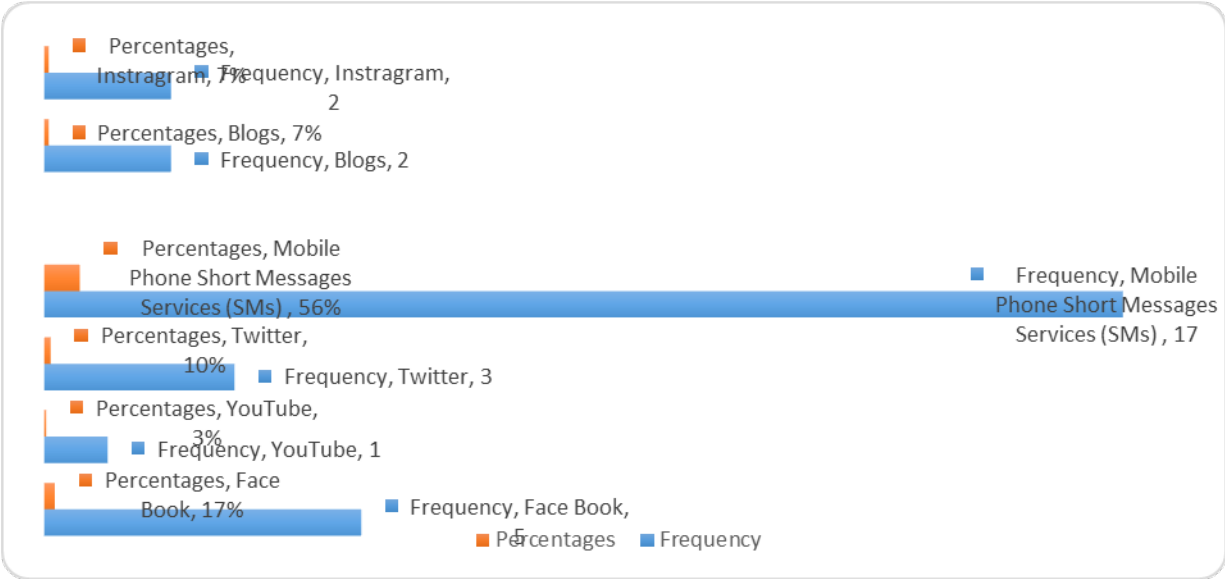 Percentages,
Instragram, 7%
Frequency, Instragram,
2
Percentages, Blogs, 7%
Frequency, Blogs, 2
Percentages, Mobile
Phone Short Messages
Services (SMs) , 56%
Frequency, Mobile
Phone Short Messages
Services (SMs) , 17
Percentages, Twitter,
10%
Frequency, Twitter, 3
Percentages, YouTube,
3%
Frequency, YouTube, 1
Percentages, Face
Book, 17%
Frequency, Face Book,
5
Percentages
Frequency